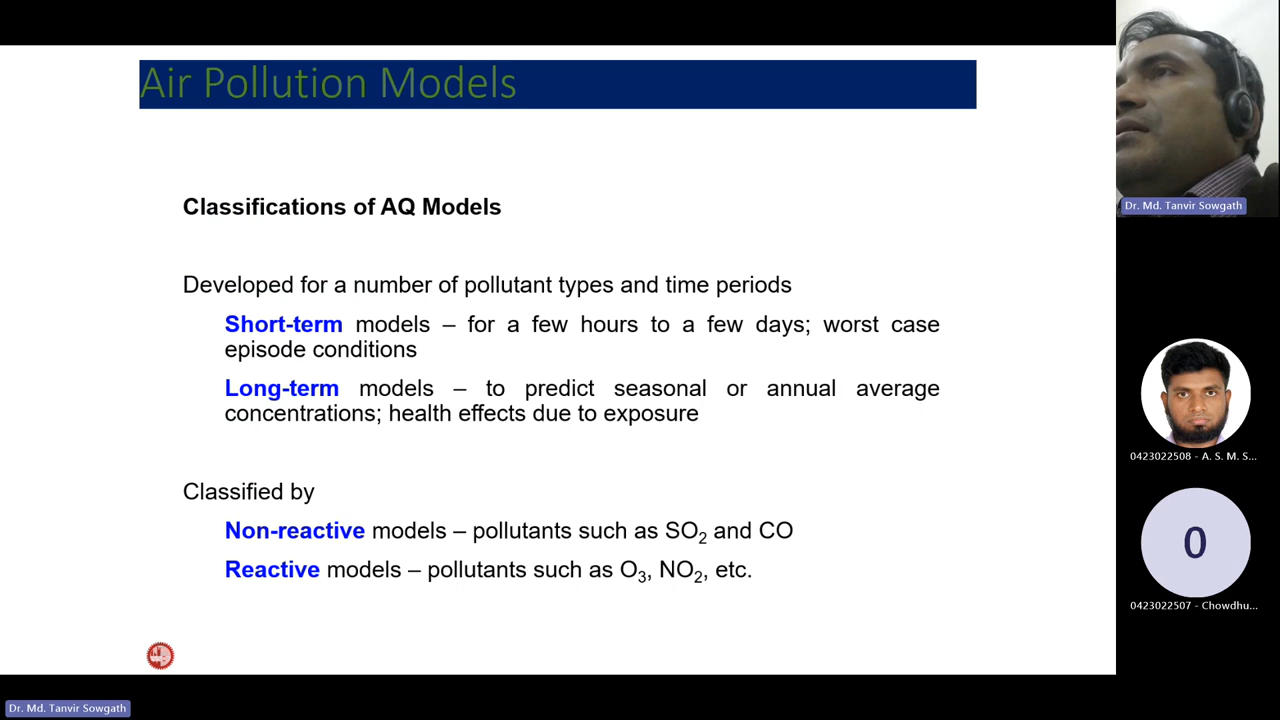 Air Pollution Models
Classifications of AQ Models
Developed for a number of pollutant types and time periods
Short-term models – for a few hours to a few days; worst case
episode conditions
Long-term models – to predict seasonal or annual average
concentrations; health effects due to exposure
Classified by
Non-reactive models – pollutants such as SO₂ and CO
Reactive models – pollutants such as O₃, NO₂, etc.
Dr. Md. Tanvir Sowgath
0423022508 - A. S. M. S...
0
0423022507 - Chowdhu...
Dr. Md. Tanvir Sowgath